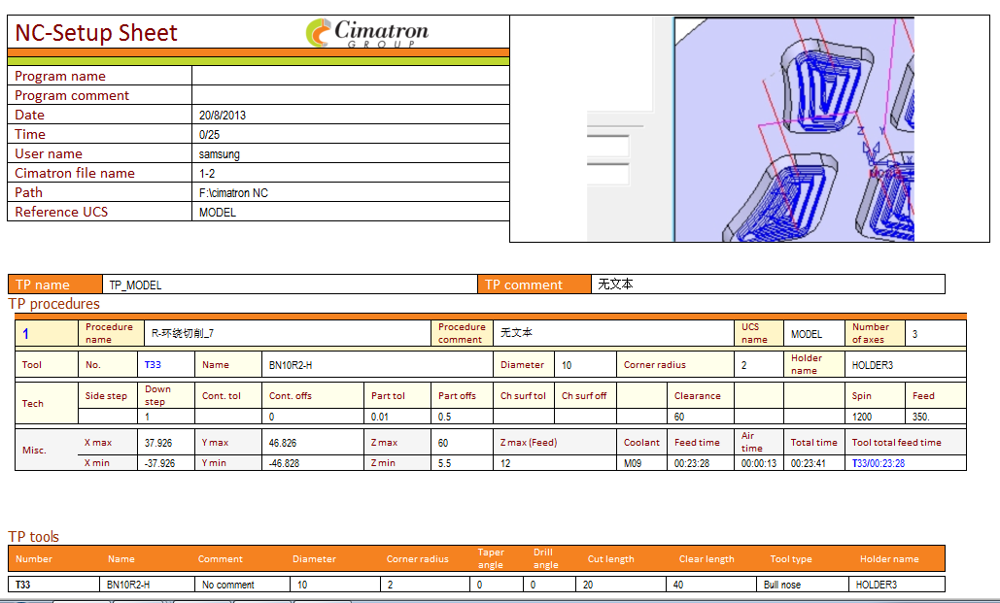 NC-Setup Sheet
Cimatron
GROUP
Program name
Program comment
Date 20/8/2013
Time 0/25
User name samsung
Cimatron file name 1-2
Path F:\cimatron NC
Reference UCS MODEL
Z Y
X
TP name TP_MODEL TP comment 无文本
TP procedures
1 Procedure name R-环绕切削_7 Procedure comment 无文本 UCS name MODEL Number of axes 3
Tool No. T33 Name BN10R2-H Diameter 10 Corner radius 2 Holder name HOLDER3
Tech Side step Down step Cont. tol Cont. offs Part tol Part offs Ch surf tol Ch surf off Clearance Spin Feed
1 0 0.01 0.5 60 1200 350.
Misc. X max 37.926 Y max 46.826 Z max 60 Z max (Feed) Coolant Feed time Air time Total time Tool total feed time
X min -37.926 Y min -46.828 Z min 5.5 12 M09 00:23:28 00:00:13 00:23:41 T33/00:23:28
TP tools
Number Name Comment Diameter Corner radius Taper angle Drill angle Cut length Clear length Tool type Holder name
T33 BN10R2-H No comment 10 2 0 0 20 40 Bull nose HOLDER3